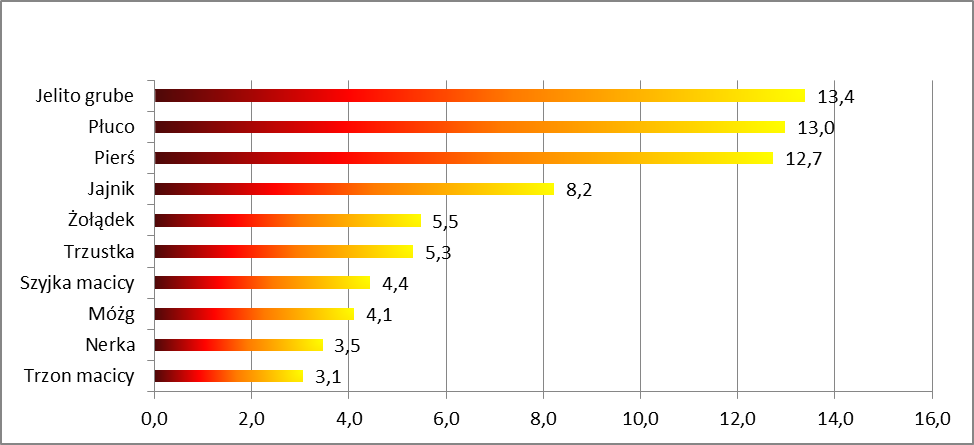 Jelito grube 13,4
Płuco 13,0
Pierś 12,7
Jajnik 8,2
Żołądek 5,5
Trzustka 5,3
Szyjka macicy 4,4
Móżg 4,1
Nerka 3,5
Trzon macicy 3,1
0,0 2,0 4,0 6,0 8,0 10,0 12,0 14,0 16,0